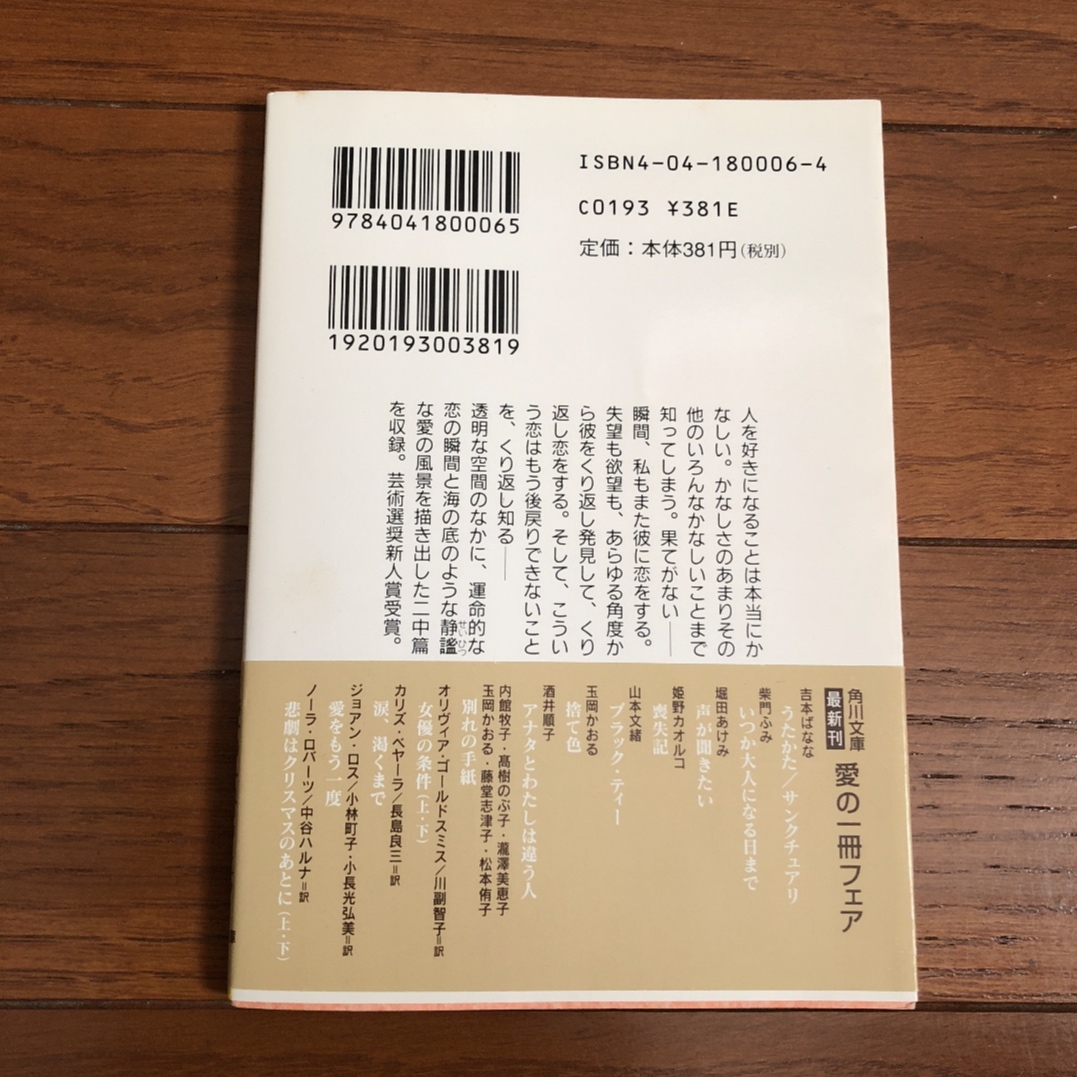 9784041800065
1920193003819
ISBN4-04-180006-4
C0193 ¥381E
定価：本体381円(税別)
人を好きになることは本当にか
なしい。かなしさのあまりその
他のいろんなかなしいことまで
知ってしまう。果てがない――
瞬間、私もまた彼に恋をする。
失望も欲望も、あらゆる角度か
ら彼をくり返し発見して、くり
返し恋をする。そして、こうい
う恋はもう後戻りできないこと
を、くり返し知る――
透明な空間のなかに、運命的な
恋の瞬間と海の底のような静謐せいひつ
な愛の風景を描き出した二中篇
を収録。芸術選奨新人賞受賞。
角川文庫
最新刊
愛の一冊フェア
吉本ばなな
うたかた／サンクチュアリ
柴門ふみ
いつか大人になる日まで
堀田あけみ
声が聞きたい
姫野カオルコ
喪失記
山本文緒
ブラック・ティー
玉岡かおる
捨て色
酒井順子
アナタとわたしは違う人
内館牧子・髙樹のぶ子・瀧澤美恵子
玉岡かおる・藤堂志津子・松本侑子
別れの手紙
オリヴィア・ゴールドスミス／川副智子＝訳
女優の条件(上・下)
カリズ・ベヤーラ／長島良三＝訳
涙、渇くまで
ジョアン・ロス／小林町子・小長光弘美＝訳
愛をもう一度
ノーラ・ロバーツ／中谷ハルナ＝訳
悲劇はクリスマスのあとに(上・下)